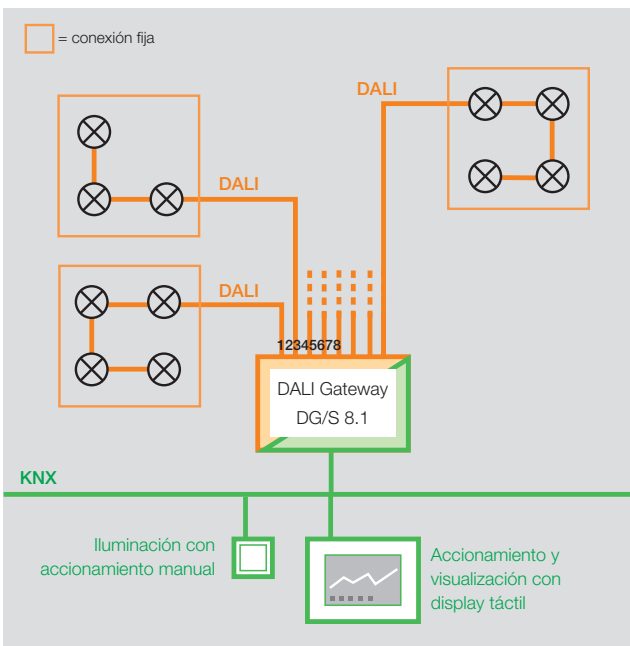 = conexión fija
DALI
DALI
DALI
12345678
DALI Gateway
DG/S 8.1
KNX
Iluminación con
accionamiento manual
Accionamiento y
visualización con
display táctil